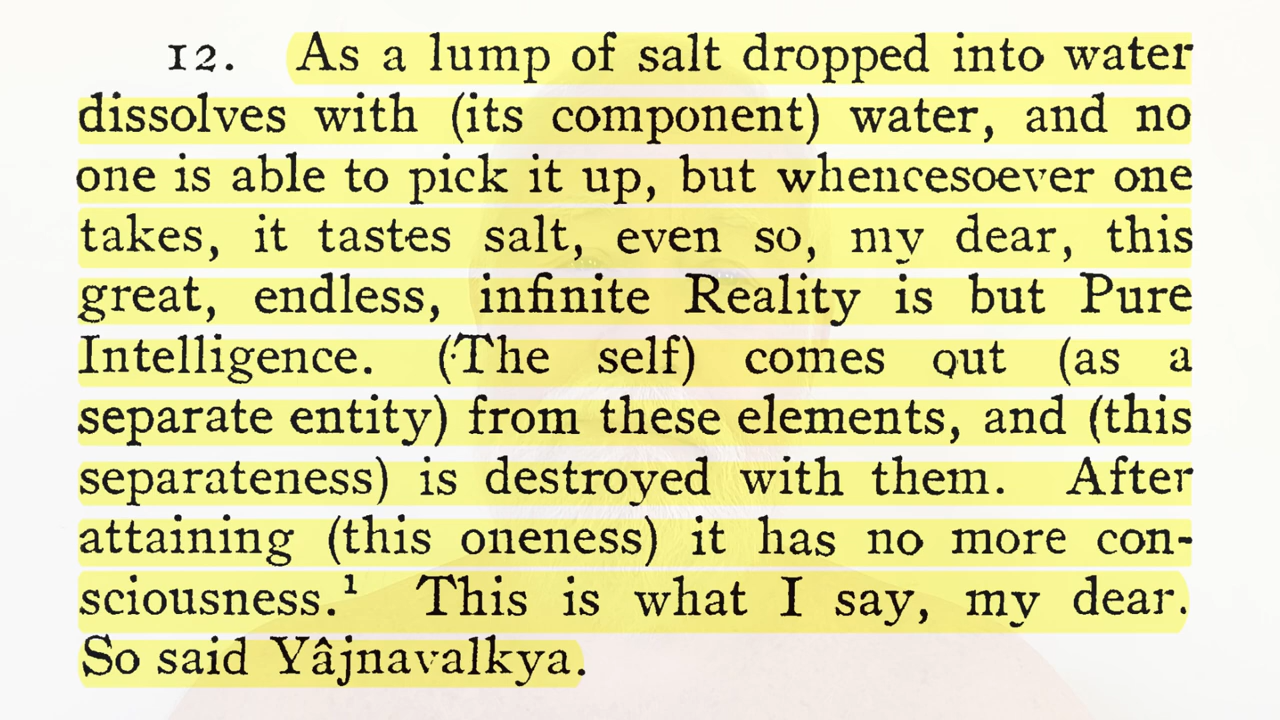 12. As a lump of salt dropped into water
dissolves with (its component) water, and no
one is able to pick it up, but whencesoever one
takes, it tastes salt, even so, my dear, this
great, endless, infinite Reality is but Pure
Intelligence. (The self) comes out (as a
separate entity) from these elements, and (this
separateness) is destroyed with them. After
attaining (this oneness) it has no more con-
sciousness.¹ This is what I say, my dear.
So said Yâjnavalkya.